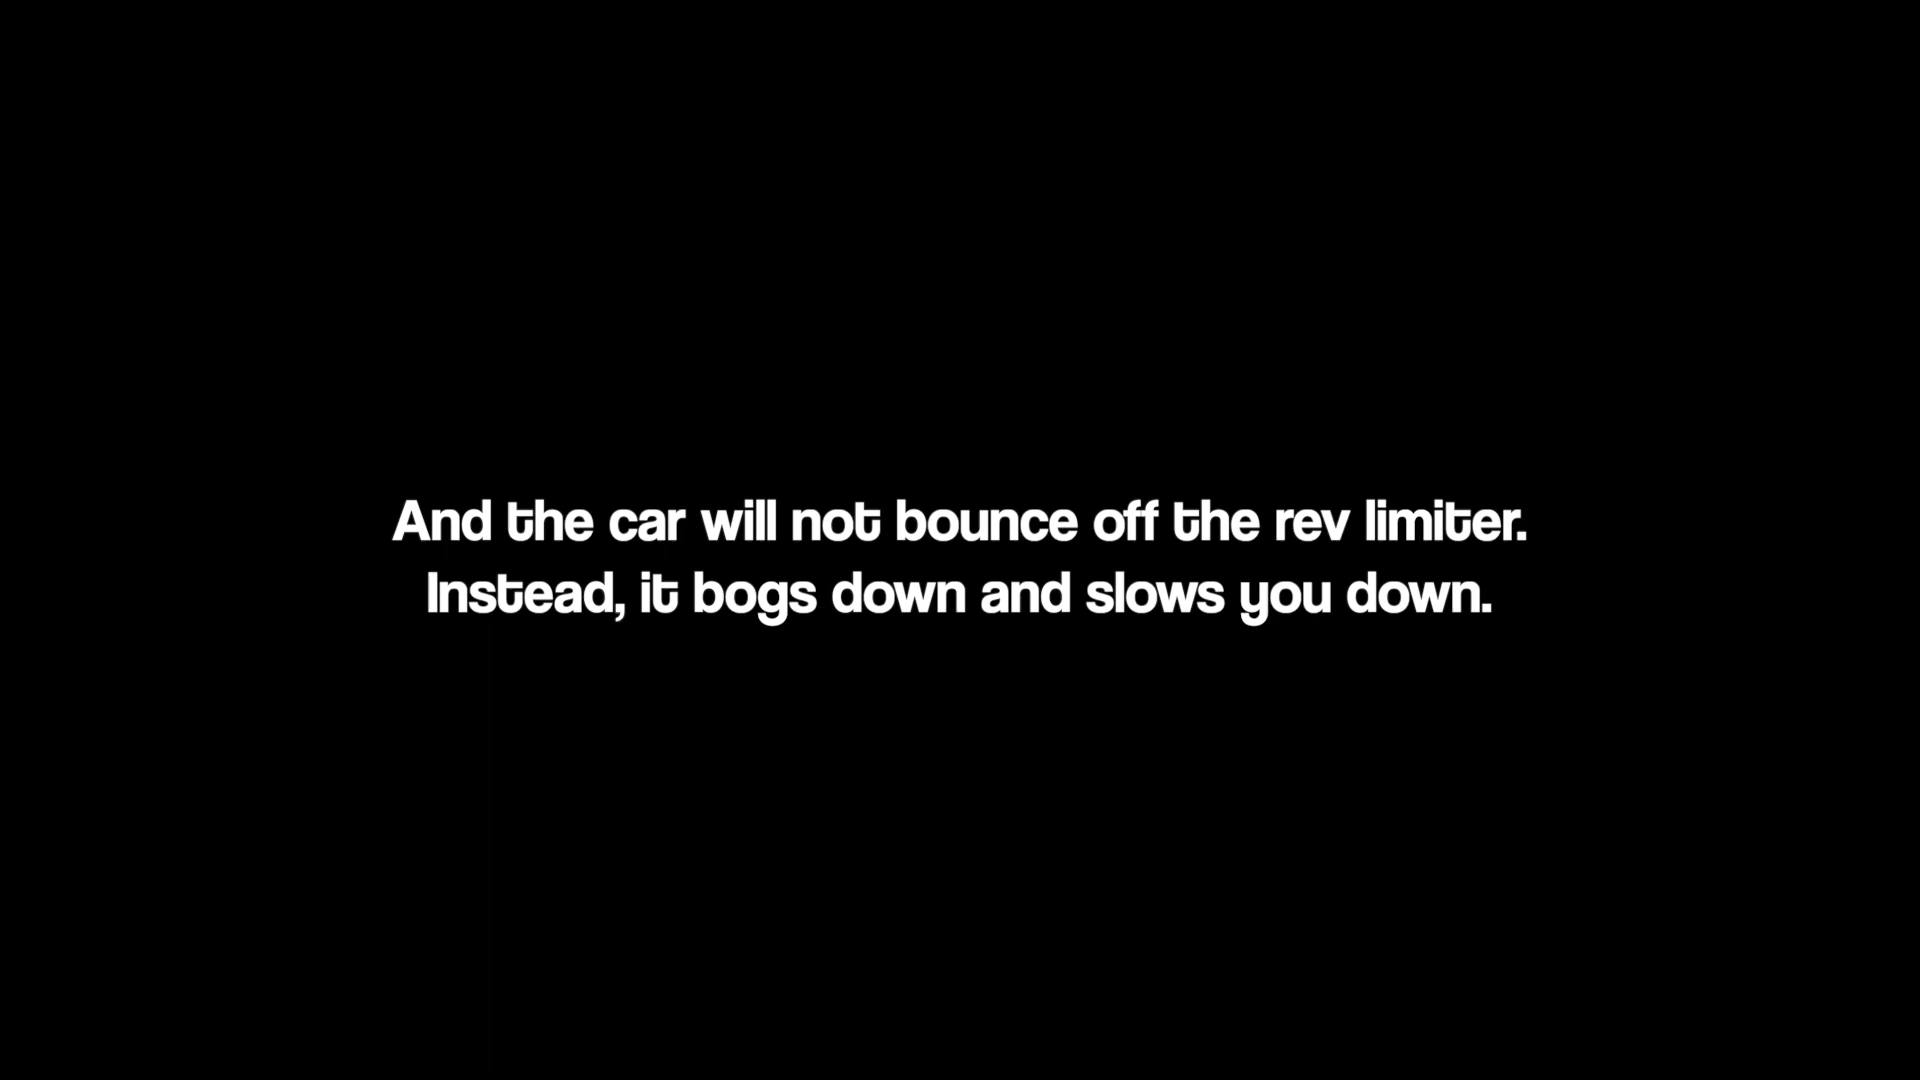 And the car will not bounce off the rev limiter.
Instead, it bogs down and slows you down.